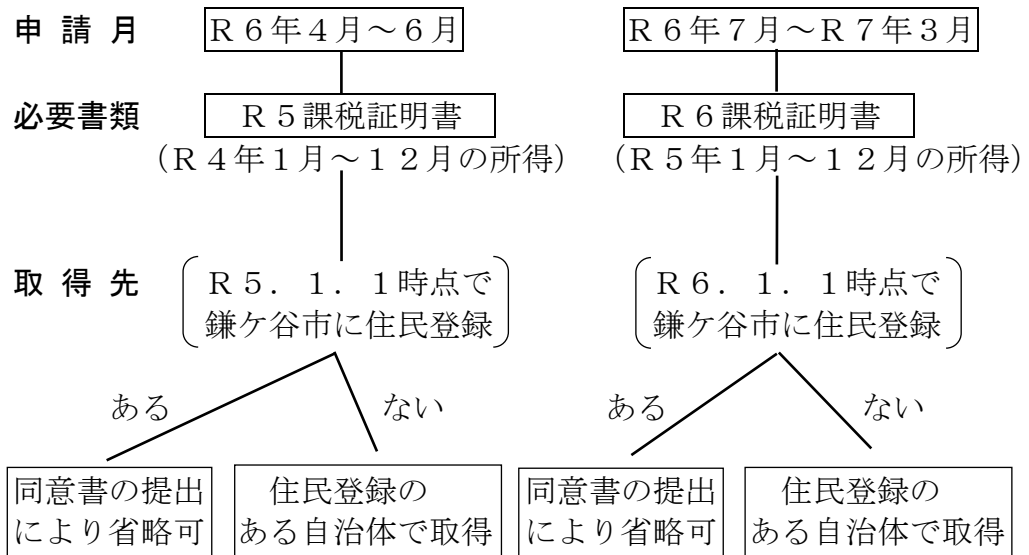 申請月 R6年4月~6月 R6年7月~R7年3月
必要書類 R5課税証明書 R6課税証明書
(R4年1月~12月の所得) (R5年1月~12月の所得)
取得先 R5.1.1時点で R6.1.1時点で
鎌ケ谷市に住民登録 鎌ケ谷市に住民登録
ある ない ある ない
同意書の提出 住民登録の 同意書の提出 住民登録の
により省略可 ある自治体で取得 により省略可 ある自治体で取得